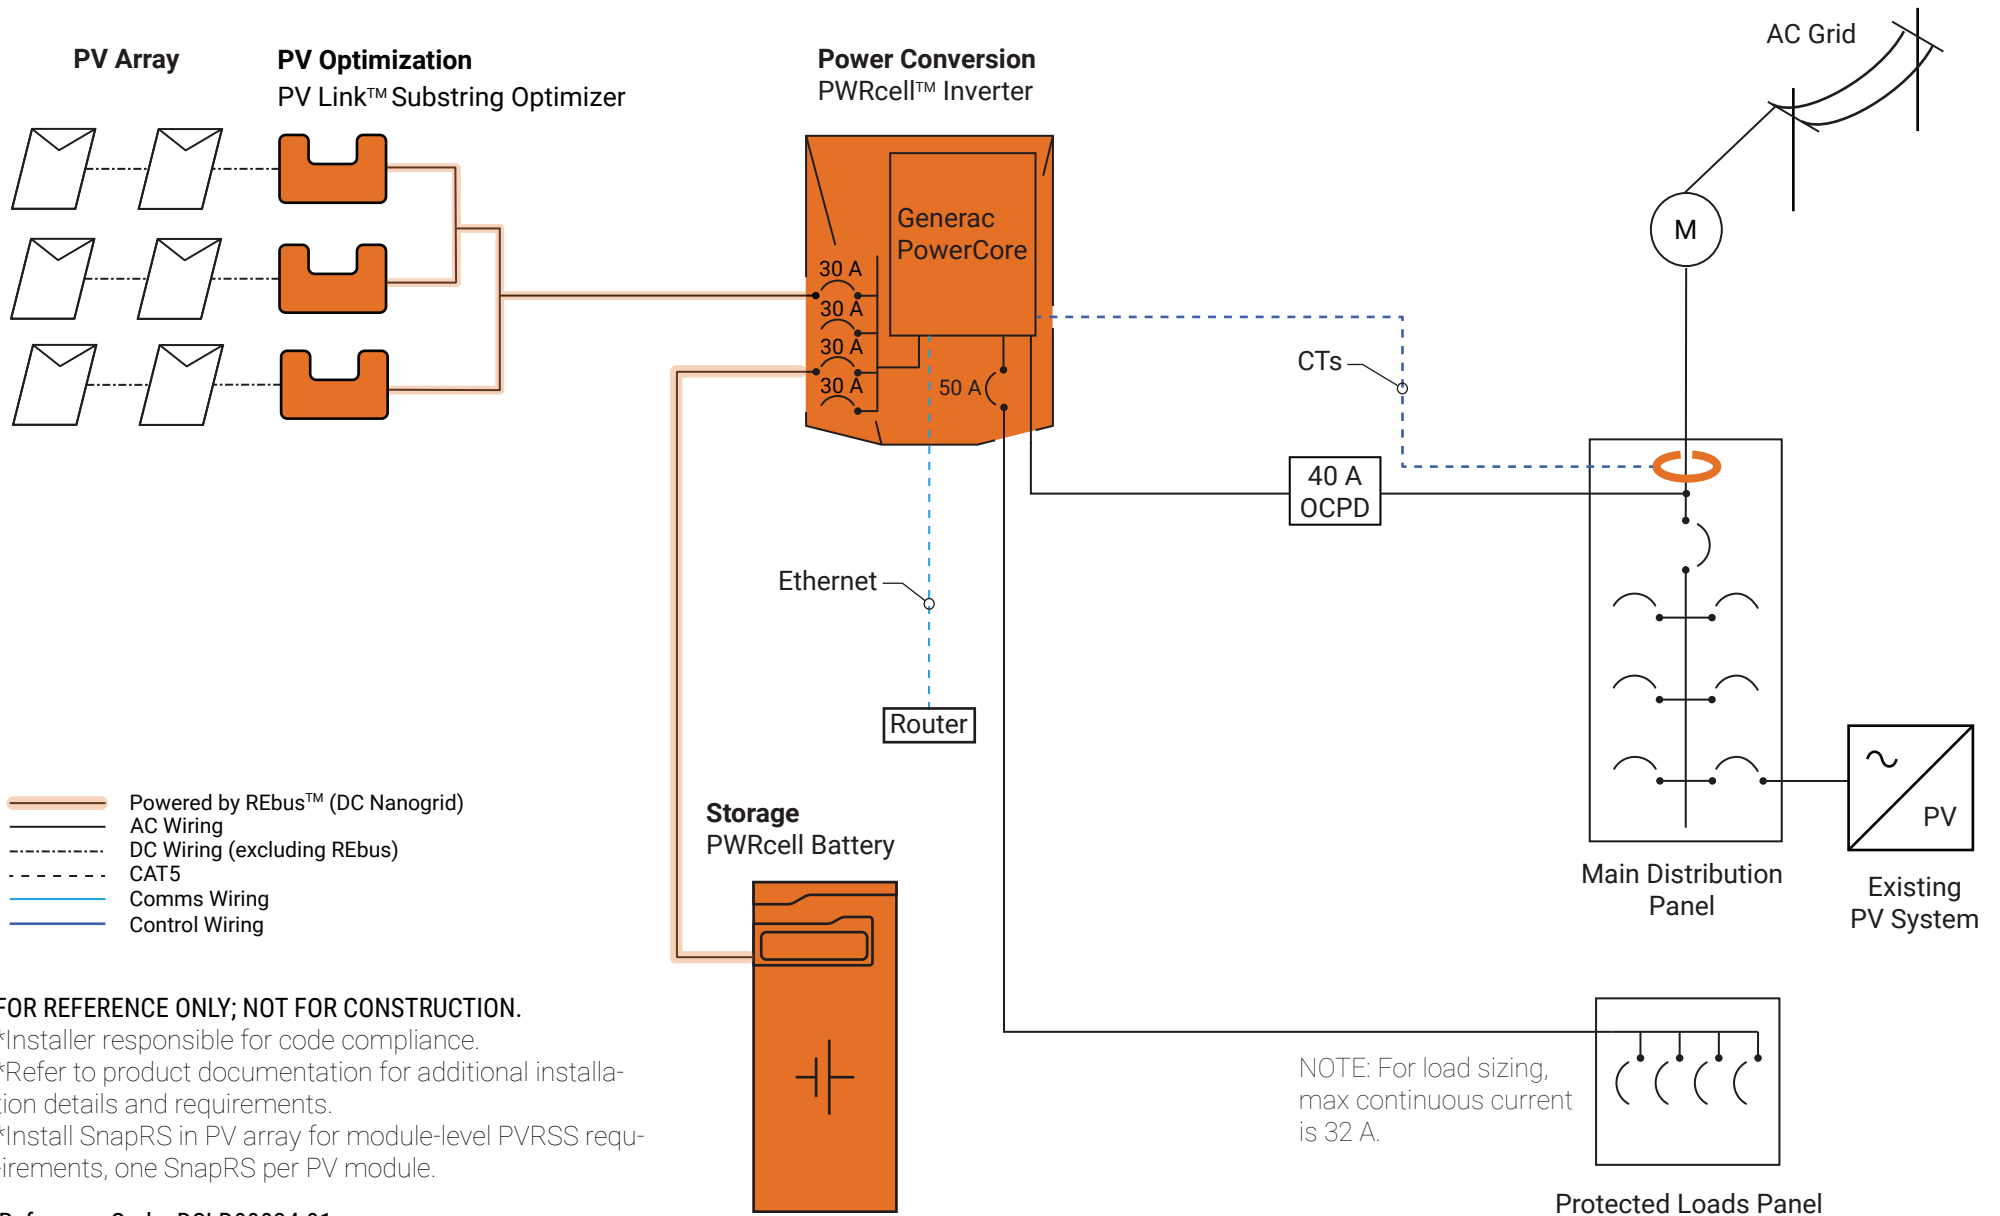 PV Array
PV Optimization
PV Link™ Substring Optimizer
Power Conversion
PWRcell™ Inverter
AC Grid
M
Generac
PowerCore
30 A
30 A
30 A
30 A
50 A
CTs
40 A
OCPD
Ethernet
Router
Powered by REbus™ (DC Nanogrid)
AC Wiring
DC Wiring (excluding REbus)
CAT5
Comms Wiring
Control Wiring
Storage
PWRcell Battery
PV
Main Distribution
Panel
Existing
PV System
FOR REFERENCE ONLY; NOT FOR CONSTRUCTION.
*Installer responsible for code compliance.
*Refer to product documentation for additional installa-
tion details and requirements.
*Install SnapRS in PV array for module-level PVRSS requ-
irements, one SnapRS per PV module.
NOTE: For load sizing,
max continuous current
is 32 A.
Protected Loads Panel